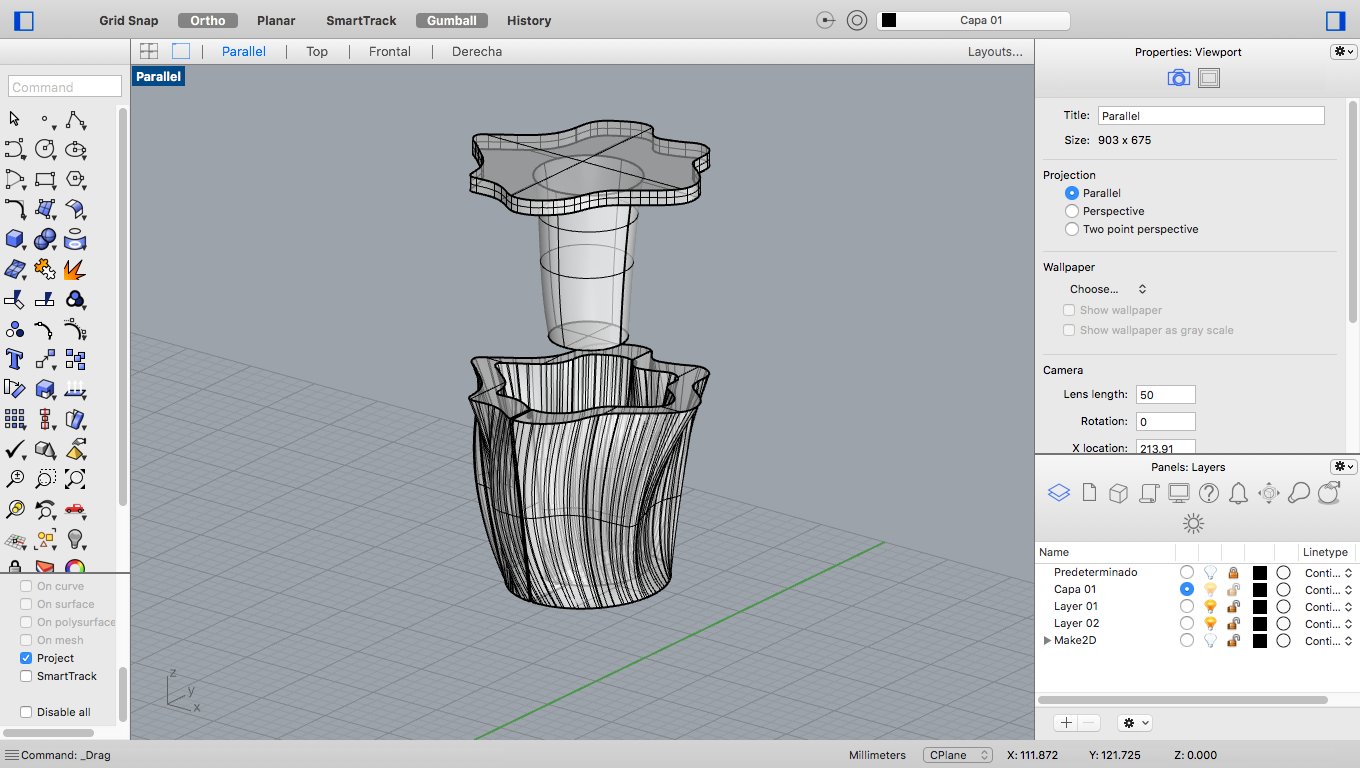 Grid Snap Ortho Planar SmartTrack Gumball History Capa 01
Parallel Top Frontal Derecha Layouts...
Parallel
Command
On curve
On surface
On polysurface
On mesh
Project
SmartTrack
Disable all
z
y
x
Properties: Viewport
Title: Parallel
Size: 903 x 675
Projection
Parallel
Perspective
Two point perspective
Wallpaper
Choose...
Show wallpaper
Show wallpaper as gray scale
Camera
Lens length: 50
Rotation: 0
X location: 213.91
Panels: Layers
Name Linetype
Predeterminado Conti...
Capa 01 Conti...
Layer 01 Conti...
Layer 02 Conti...
Make2D Conti...
Command: _Drag Millimeters CPlane X: 111.872 Y: 121.725 Z: 0.000